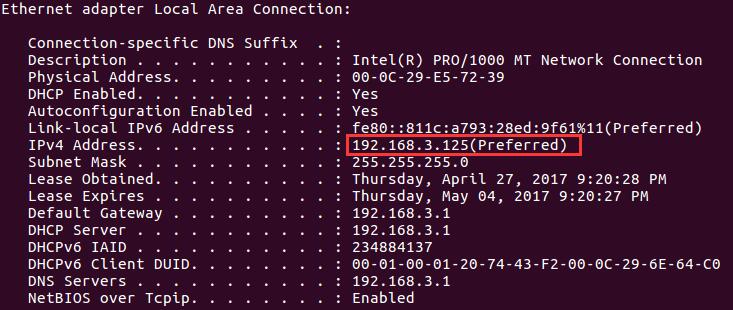 Ethernet adapter Local Area Connection:
Connection-specific DNS Suffix  . :
Description . . . . . . . . . . . : Intel(R) PRO/1000 MT Network Connection
Physical Address. . . . . . . . . : 00-0C-29-E5-72-39
DHCP Enabled. . . . . . . . . . . : Yes
Autoconfiguration Enabled . . . . : Yes
Link-local IPv6 Address . . . . . : fe80::811c:a793:28ed:9f61%11(Preferred)
IPv4 Address. . . . . . . . . . . : 192.168.3.125(Preferred)
Subnet Mask . . . . . . . . . . . : 255.255.255.0
Lease Obtained. . . . . . . . . . : Thursday, April 27, 2017 9:20:28 PM
Lease Expires . . . . . . . . . . : Thursday, May 04, 2017 9:20:27 PM
Default Gateway . . . . . . . . . : 192.168.3.1
DHCP Server . . . . . . . . . . . : 192.168.3.1
DHCPv6 IAID . . . . . . . . . . . : 234884137
DHCPv6 Client DUID. . . . . . . . : 00-01-00-01-20-74-43-F2-00-0C-29-6E-64-C0
DNS Servers . . . . . . . . . . . : 192.168.3.1
NetBIOS over Tcpip. . . . . . . . : Enabled